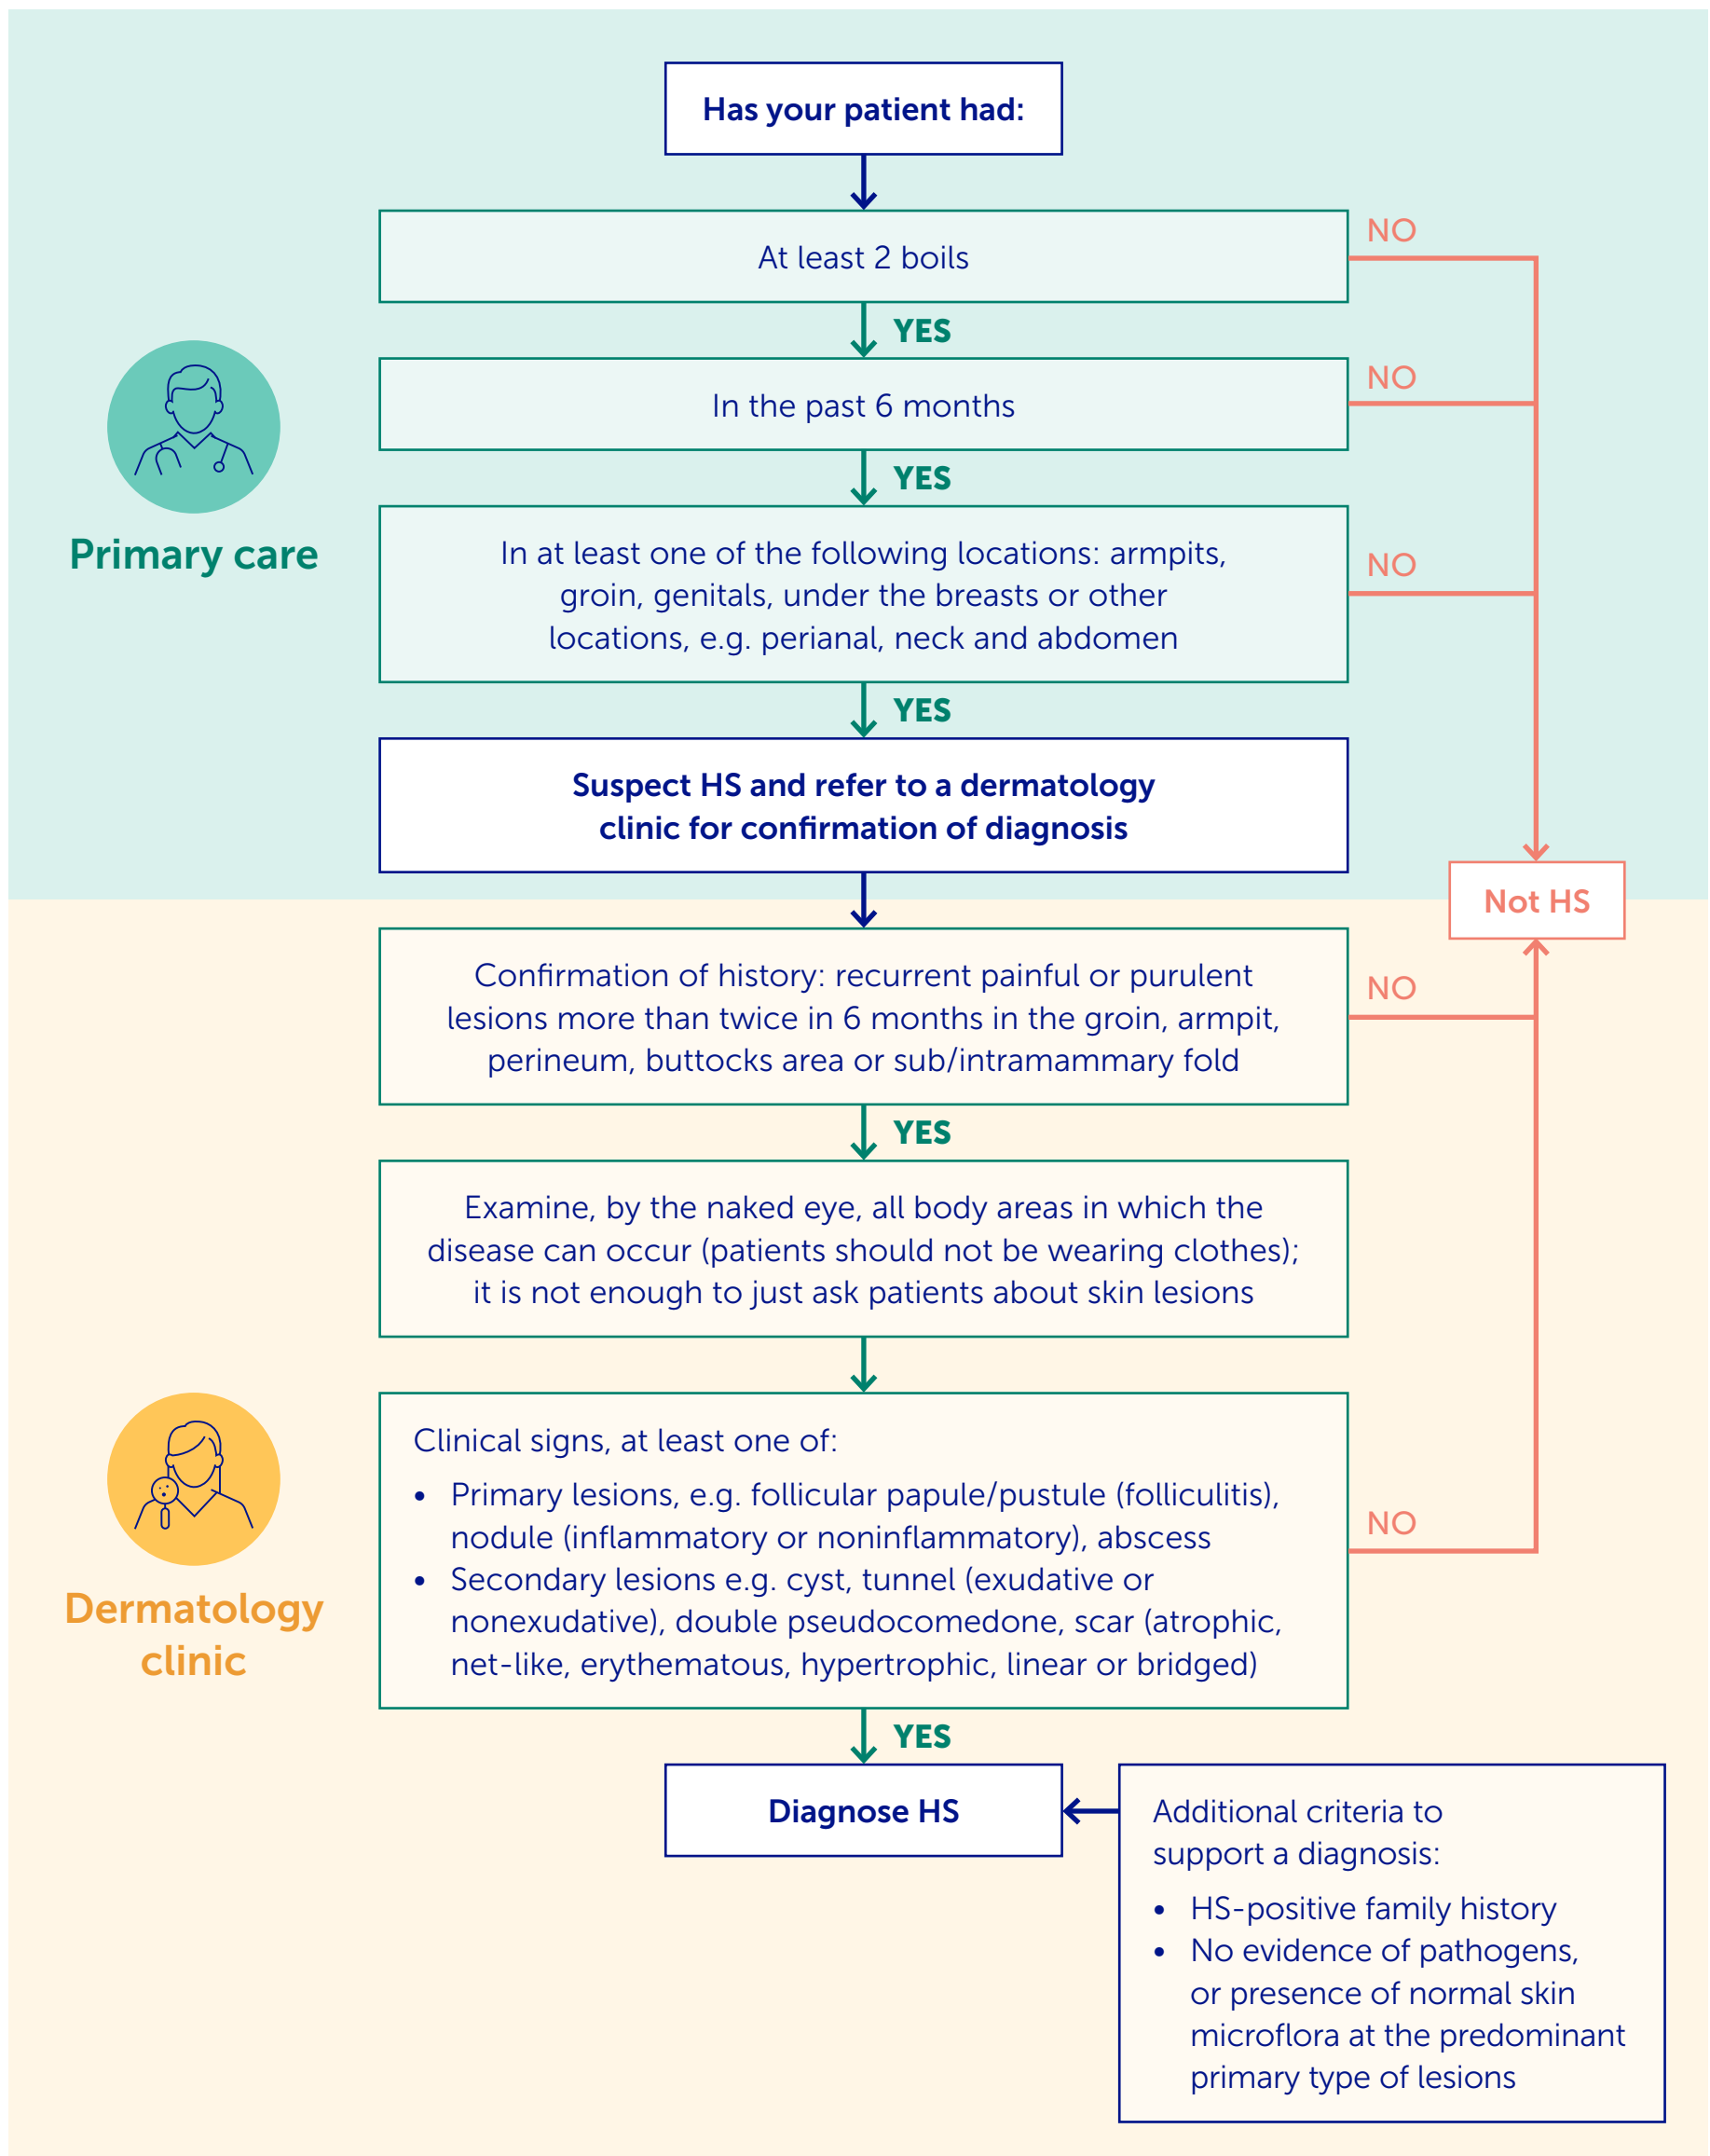 Has your patient had:
At least 2 boils
NO
YES
In the past 6 months
NO
YES
Primary care
In at least one of the following locations: armpits,
groin, genitals, under the breasts or other
locations, e.g. perianal, neck and abdomen
NO
YES
Suspect HS and refer to a dermatology
clinic for confirmation of diagnosis
Not HS
Confirmation of history: recurrent painful or purulent
lesions more than twice in 6 months in the groin, armpit,
perineum, buttocks area or sub/intramammary fold
NO
YES
Examine, by the naked eye, all body areas in which the
disease can occur (patients should not be wearing clothes);
it is not enough to just ask patients about skin lesions
Dermatology
clinic
Clinical signs, at least one of:
• Primary lesions, e.g. follicular papule/pustule (folliculitis),
nodule (inflammatory or noninflammatory), abscess
• Secondary lesions e.g. cyst, tunnel (exudative or
nonexudative), double pseudocomedone, scar (atrophic,
net-like, erythematous, hypertrophic, linear or bridged)
NO
YES
Diagnose HS
Additional criteria to
support a diagnosis:
• HS-positive family history
• No evidence of pathogens,
or presence of normal skin
microflora at the predominant
primary type of lesions